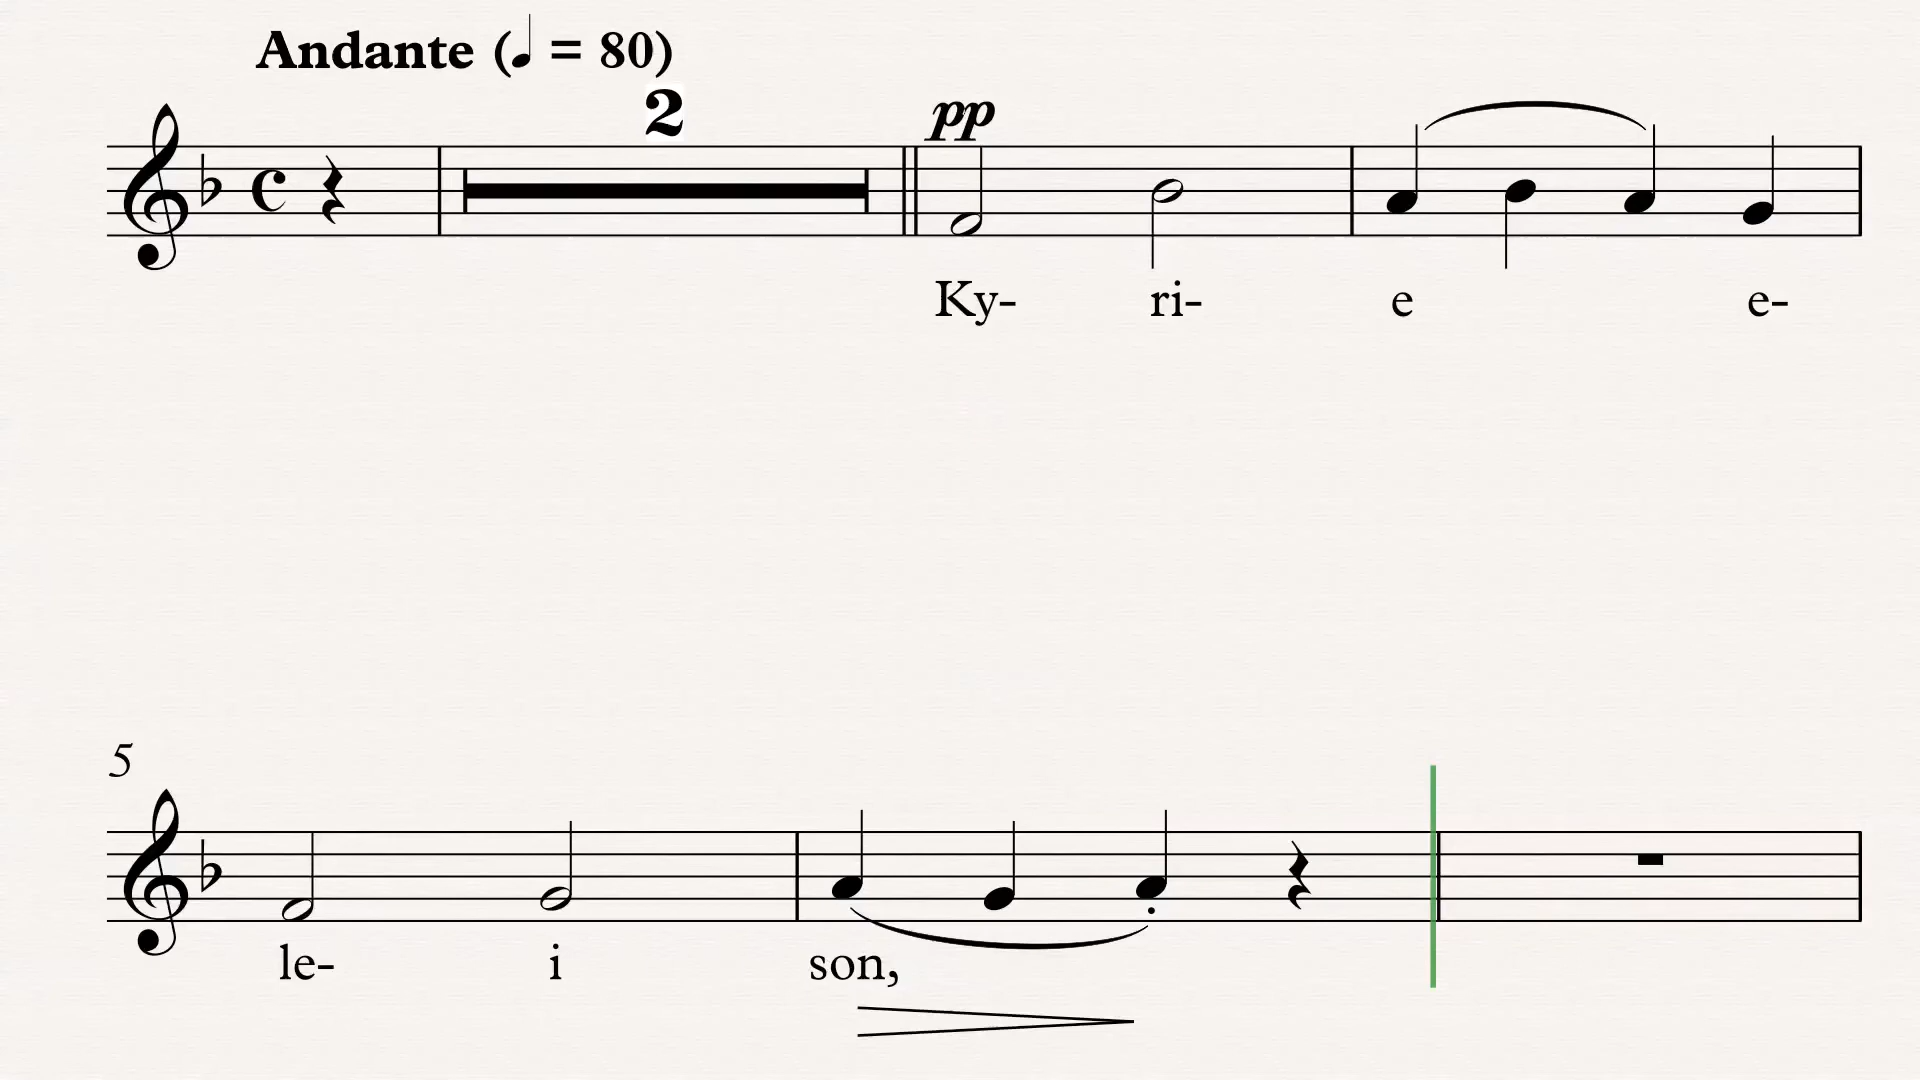 Andante (♩ = 80)
2
pp
Ky- ri- e e-
5
le- i son,